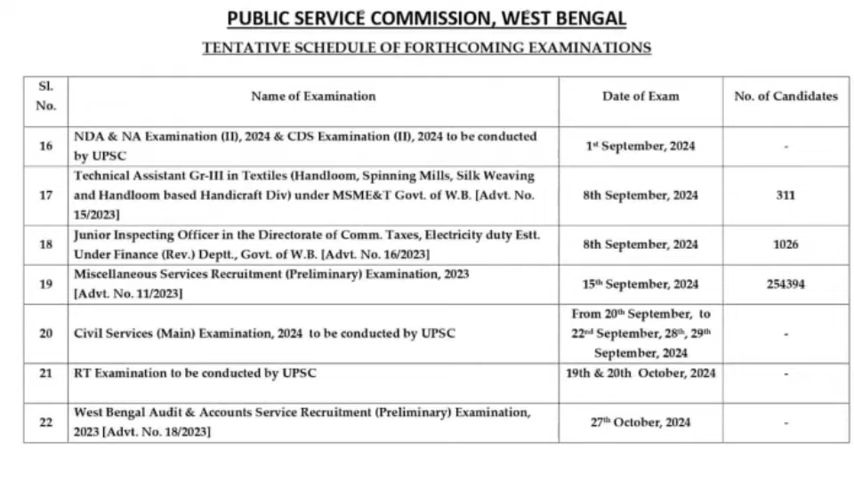 PUBLIC SERVICE COMMISSION, WEST BENGAL
TENTATIVE SCHEDULE OF FORTHCOMING EXAMINATIONS
Sl. No. Name of Examination Date of Exam No. of Candidates
16 NDA & NA Examination (II), 2024 & CDS Examination (II), 2024 to be conducted
by UPSC 1st September, 2024 -
17 Technical Assistant Gr-III in Textiles (Handloom, Spinning Mills, Silk Weaving
and Handloom based Handicraft Div) under MSME&T Govt. of W.B. [Advt. No.
15/2023] 8th September, 2024 311
18 Junior Inspecting Officer in the Directorate of Comm. Taxes, Electricity duty Estt.
Under Finance (Rev.) Deptt., Govt. of W.B. [Advt. No. 16/2023] 8th September, 2024 1026
19 Miscellaneous Services Recruitment (Preliminary) Examination, 2023
[Advt. No. 11/2023] 15th September, 2024 254394
20 Civil Services (Main) Examination, 2024 to be conducted by UPSC From 20th September, to
22nd September, 28th, 29th
September, 2024 -
21 RT Examination to be conducted by UPSC 19th & 20th October, 2024 -
22 West Bengal Audit & Accounts Service Recruitment (Preliminary) Examination,
2023 [Advt. No. 18/2023] 27th October, 2024 -